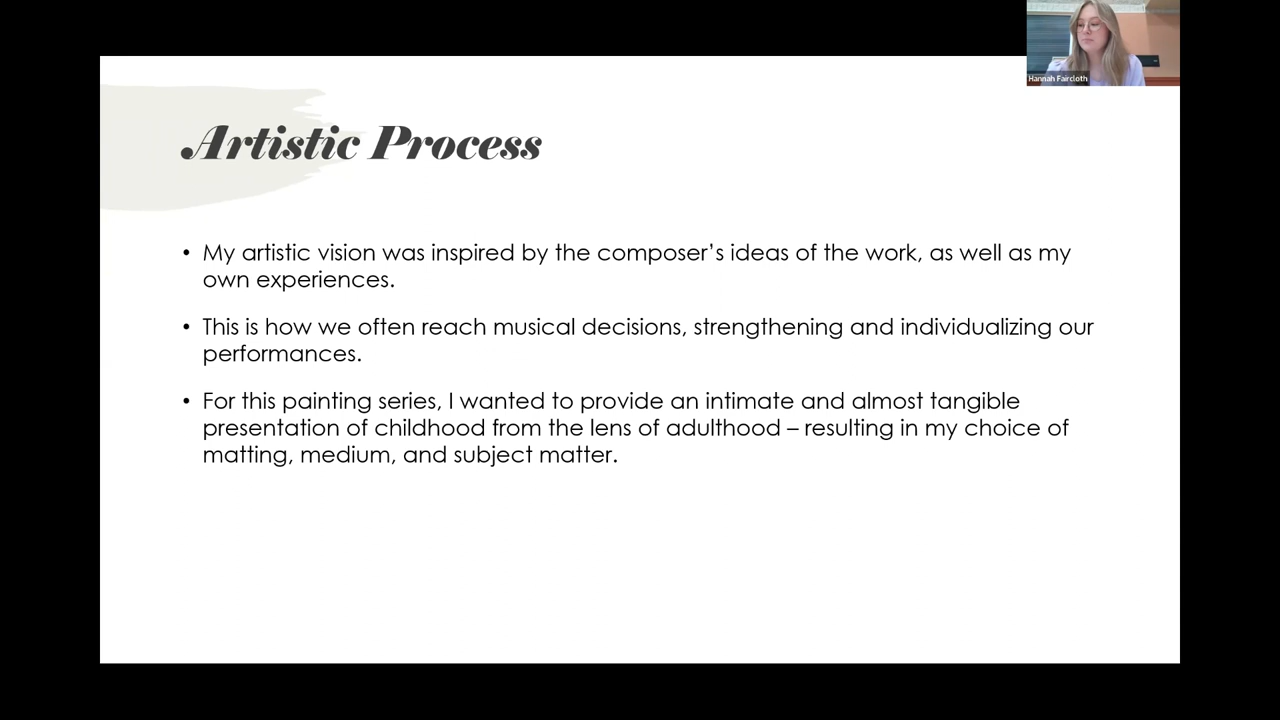 Hannah Faircloth
Artistic Process
• My artistic vision was inspired by the composer’s ideas of the work, as well as my
own experiences.
• This is how we often reach musical decisions, strengthening and individualizing our
performances.
• For this painting series, I wanted to provide an intimate and almost tangible
presentation of childhood from the lens of adulthood – resulting in my choice of
matting, medium, and subject matter.